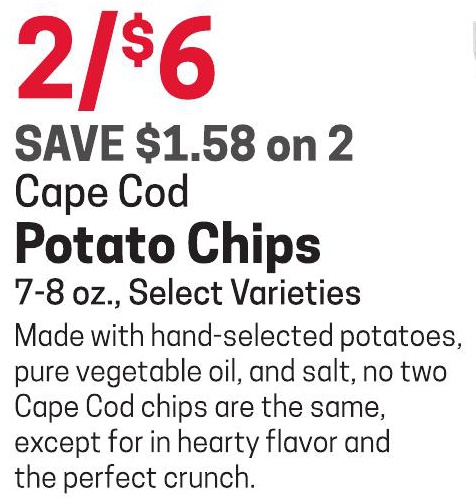 2/$6
SAVE $1.58 on 2
Cape Cod
Potato Chips
7-8 oz., Select Varieties
Made with hand-selected potatoes,
pure vegetable oil, and salt, no two
Cape Cod chips are the same,
except for in hearty flavor and
the perfect crunch.